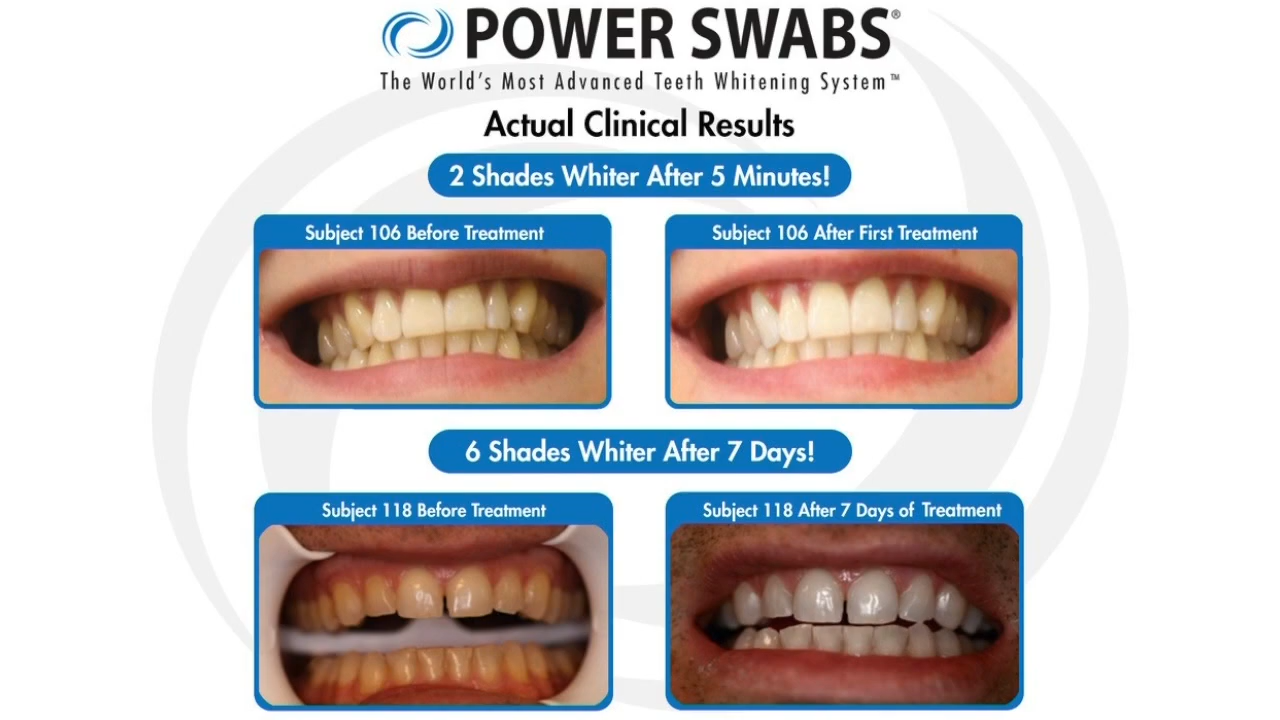 POWER SWABS®
The World's Most Advanced Teeth Whitening System™
Actual Clinical Results
2 Shades Whiter After 5 Minutes!
Subject 106 Before Treatment
Subject 106 After First Treatment
6 Shades Whiter After 7 Days!
Subject 118 Before Treatment
Subject 118 After 7 Days of Treatment